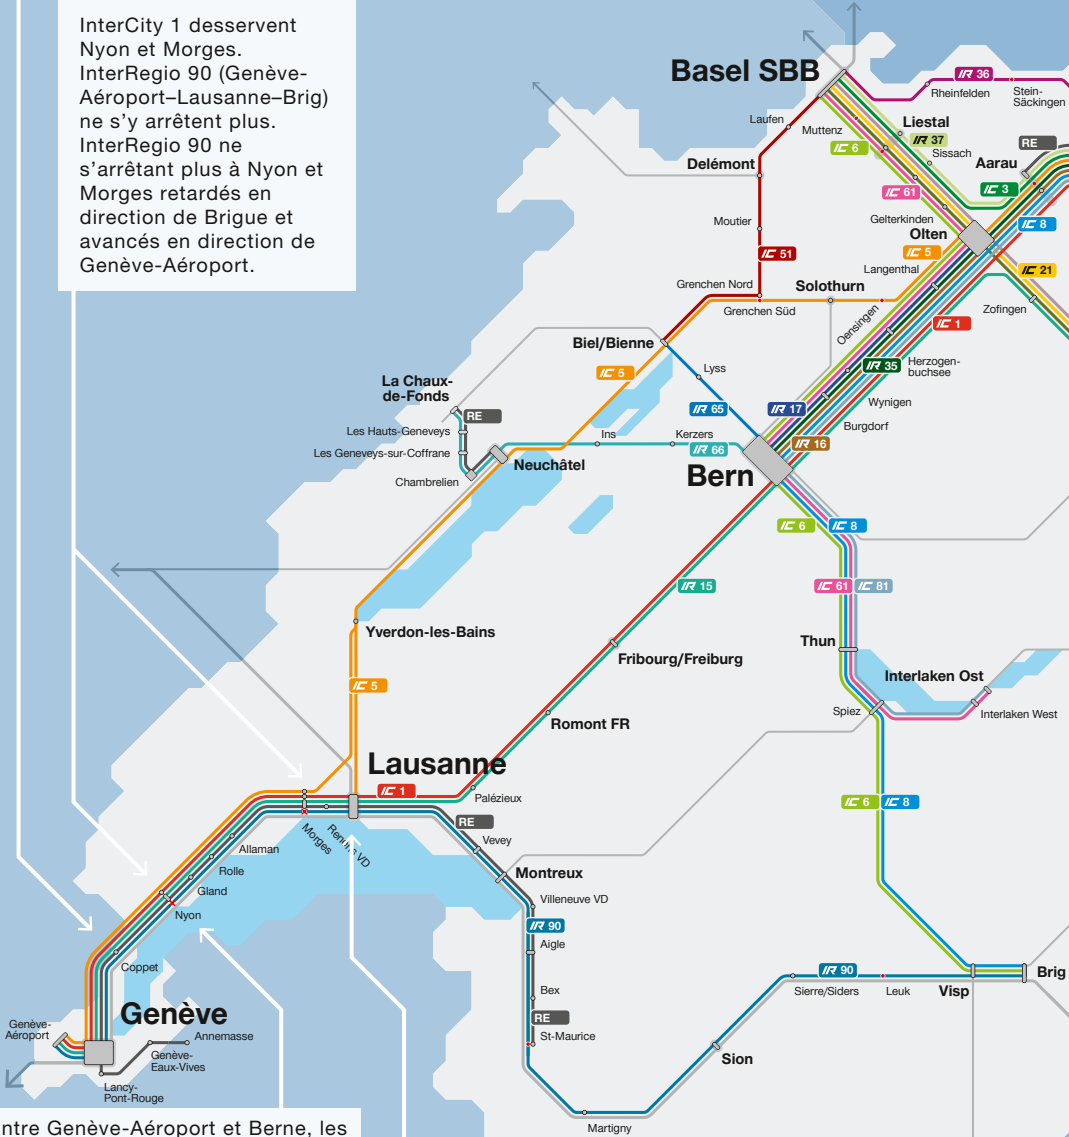 InterCity 1 desservent
Nyon et Morges.
InterRegio 90 (Genève-
Aéroport–Lausanne–Brig)
ne s'y arrêtent plus.
InterRegio 90 ne
s'arrêtant plus à Nyon et
Morges retardés en
direction de Brigue et
avancés en direction de
Genève-Aéroport.
Basel SBB
IR 36
Rheinfelden
Stein-
Säckingen
Laufen
Muttenz
Liestal
IC 6
IR 37
RE
Sissach
Aarau
Delémont
IC 61
IC 3
Gelterkinden
Moutier
Olten
IC 8
IC 51
IC 5
Langenthal
IC 21
Grenchen Nord
Solothurn
Grenchen Süd
Oensingen
Zofingen
IC 1
Biel/Bienne
IR 35
Herzogen-
buchsee
Lyss
IC 5
La Chaux-
de-Fonds
RE
IR 65
IR 17
Wynigen
Burgdorf
Les Hauts-Geneveys
Ins
Kerzers
IR 66
IR 16
Les Geneveys-sur-Coffrane
Neuchâtel
Chambrelien
Bern
IC 6
IC 8
IR 15
IC 61
IC 81
Yverdon-les-Bains
Thun
Fribourg/Freiburg
Interlaken Ost
IC 5
Spiez
Interlaken West
Romont FR
Lausanne
IC 1
Palézieux
IC 6
IC 8
RE
Morges
Renens VD
Vevey
Allaman
Rolle
Montreux
Gland
Villeneuve VD
Nyon
IR 90
Aigle
Coppet
IR 90
Brig
Bex
Sierre/Siders
Leuk
Visp
Genève
RE
Genève-
Aéroport
Annemasse
St-Maurice
Genève-
Eaux-Vives
Sion
Lancy-
Pont-Rouge
Martigny
ntre Genève-Aéroport et Berne, les